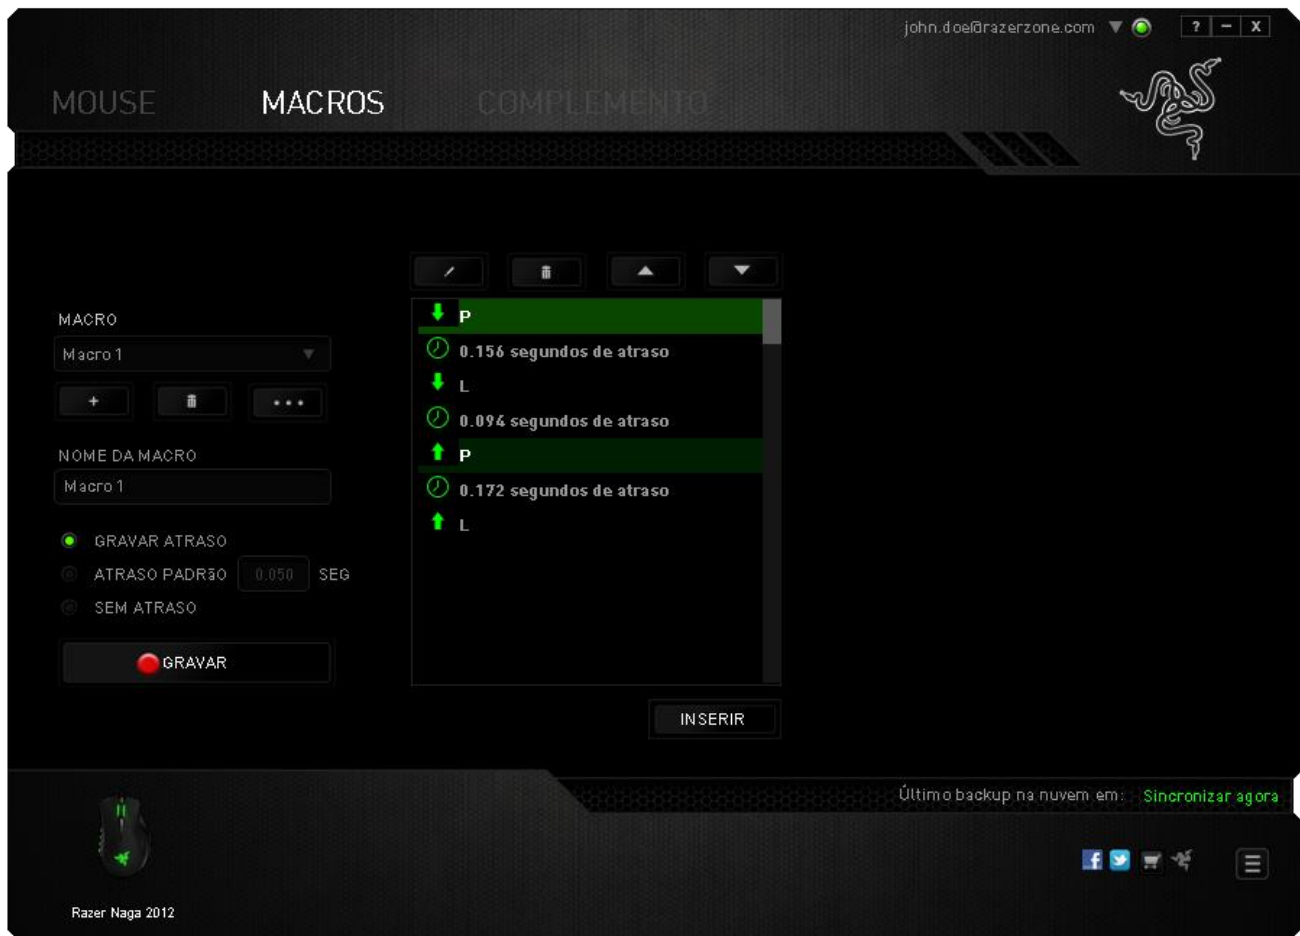 john.doe@razerzone.com
? – X
MOUSE MACROS COMPLEMENTO
MACRO
Macro 1
+
NOME DA MACRO
Macro 1
GRAVAR ATRASO
ATRASO PADRãO 0.050 SEG
SEM ATRASO
GRAVAR
P
0.156 segundos de atraso
L
0.094 segundos de atraso
P
0.172 segundos de atraso
L
INSERIR
Último backup na nuvem em: Sincronizar agora
Razer Naga 2012